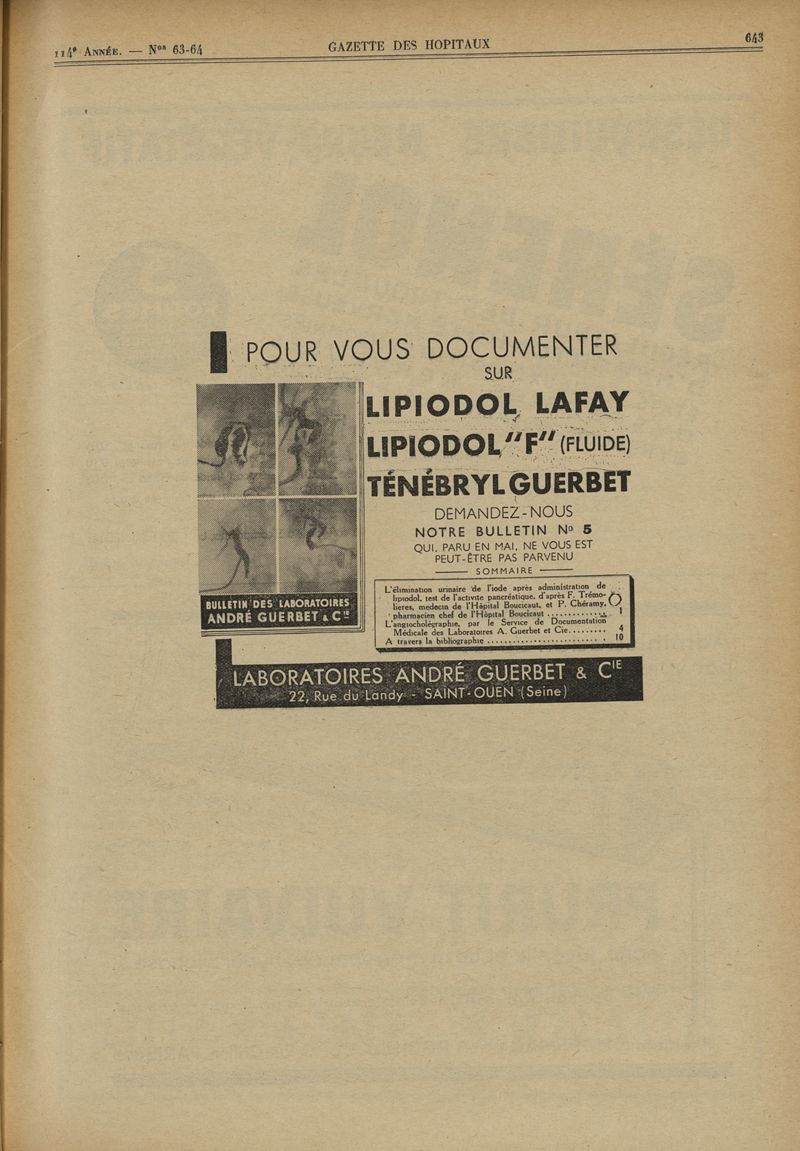 114e ANNÉE. — Nos 63-64
GAZETTE DES HOPITAUX
643
POUR VOUS DOCUMENTER
SUR
LIPIODOL LAFAY
LIPIODOL "F" (FLUIDE)
TÉNÉBRYL GUERBET
DEMANDEZ-NOUS
NOTRE BULLETIN No 5
QUI, PARU EN MAI, NE VOUS EST
PEUT-ÊTRE PAS PARVENU
SOMMAIRE
L'élimination urinaire de l'iode après administration de
lipiodol, test de l'activité pancréatique, d'après F. Trémo-
lieres, medecin de l'Hôpital Boucicaut, et P. Chéramy,
pharmacien chef de l'Hôpital Boucicaut ............ 1
L'angiocholégraphie, par le Service de Documentation
Médicale des Laboratoires A. Guerbet et Cie......... 4
A travers la bibliographie ............................ 10
BULLETIN DES LABORATOIRES
ANDRÉ GUERBET & CIE
LABORATOIRES ANDRÉ GUERBET & CIE
22, Rue du Landy - SAINT-OUEN (Seine)